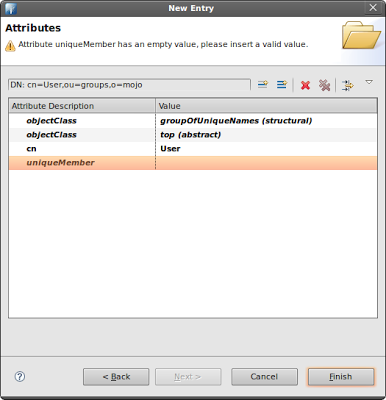 New Entry
Attributes
Attribute uniqueMember has an empty value, please insert a valid value.
DN: cn=User,ou=groups,o=mojo
Attribute Description Value
objectClass groupOfUniqueNames (structural)
objectClass top (abstract)
cn User
uniqueMember
? < Back Next > Cancel Finish